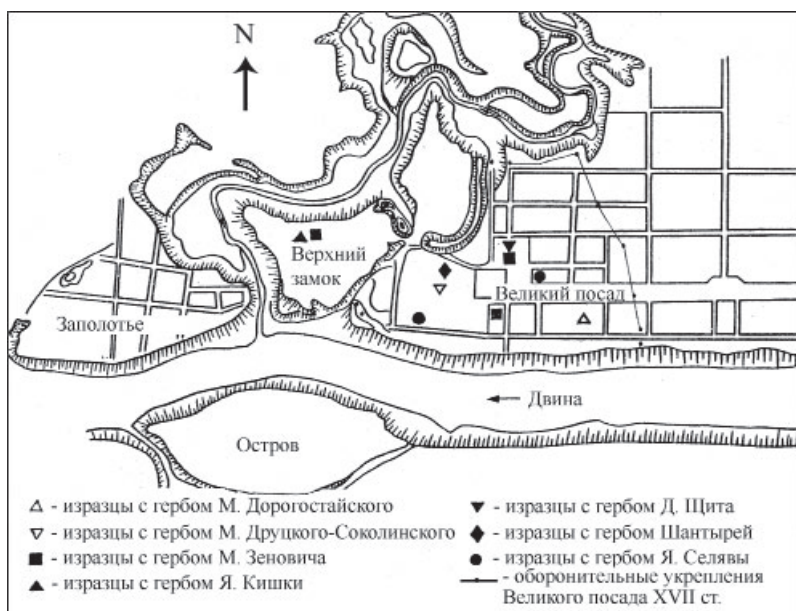 N
Верхний
замок
Великий посад
Заполотье
Двина
Остров
- изразцы с гербом М. Дорогостайского
- изразцы с гербом М. Друцкого-Соколинского
- изразцы с гербом М. Зеновича
- изразцы с гербом Я. Кишки
- изразцы с гербом Д. Щита
- изразцы с гербом Шантырей
- изразцы с гербом Я. Селявы
- оборонительные укрепления
Великого посада XVII ст.